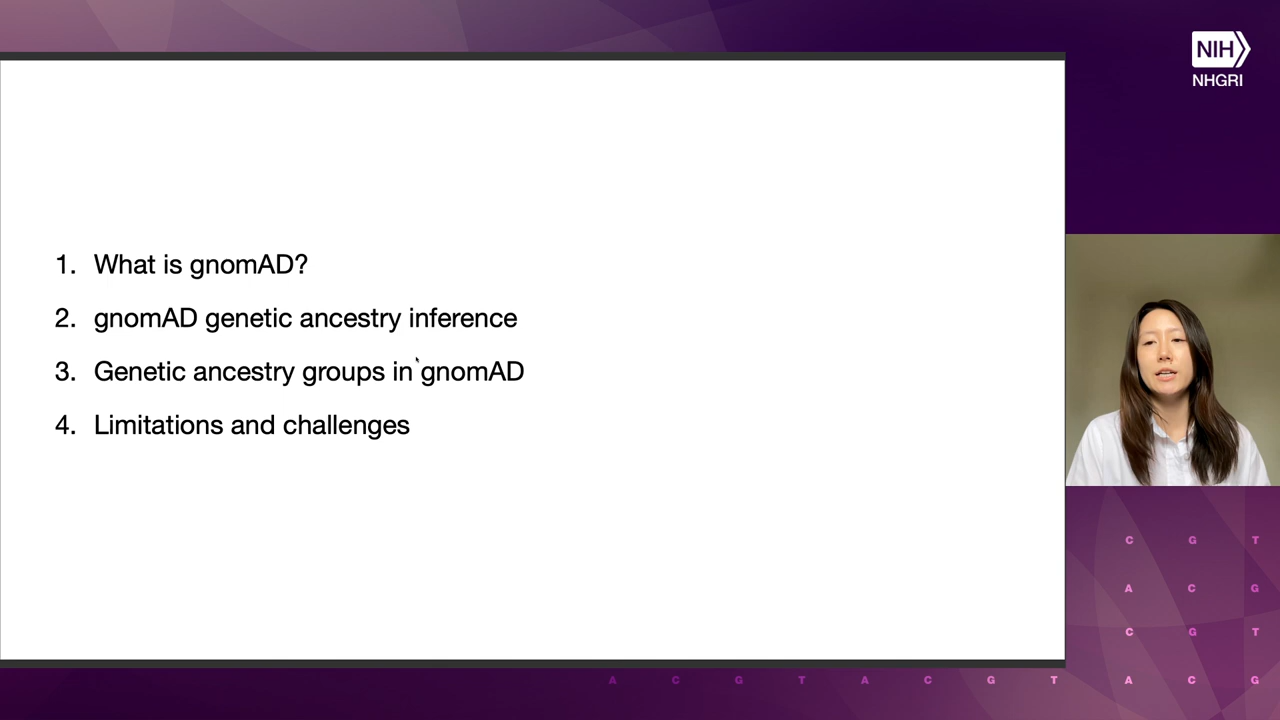 NIH
NHGRI
1. What is gnomAD?
2. gnomAD genetic ancestry inference
3. Genetic ancestry groups in gnomAD
4. Limitations and challenges
C G T
A C G
C G T
A C G T A C G T A C G